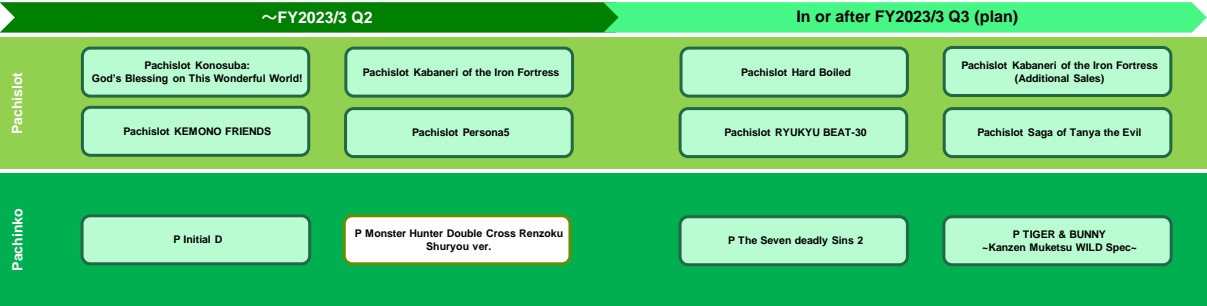 ～FY2023/3 Q2
In or after FY2023/3 Q3 (plan)
Pachislot
Pachislot Konosuba:
God's Blessing on This Wonderful World!
Pachislot Kabaneri of the Iron Fortress
Pachislot Hard Boiled
Pachislot Kabaneri of the Iron Fortress
(Additional Sales)
Pachislot KEMONO FRIENDS
Pachislot Persona5
Pachislot RYUKYU BEAT-30
Pachislot Saga of Tanya the Evil
Pachinko
P Initial D
P Monster Hunter Double Cross Renzoku
Shuryou ver.
P The Seven deadly Sins 2
P TIGER & BUNNY
~Kanzen Muketsu WILD Spec~